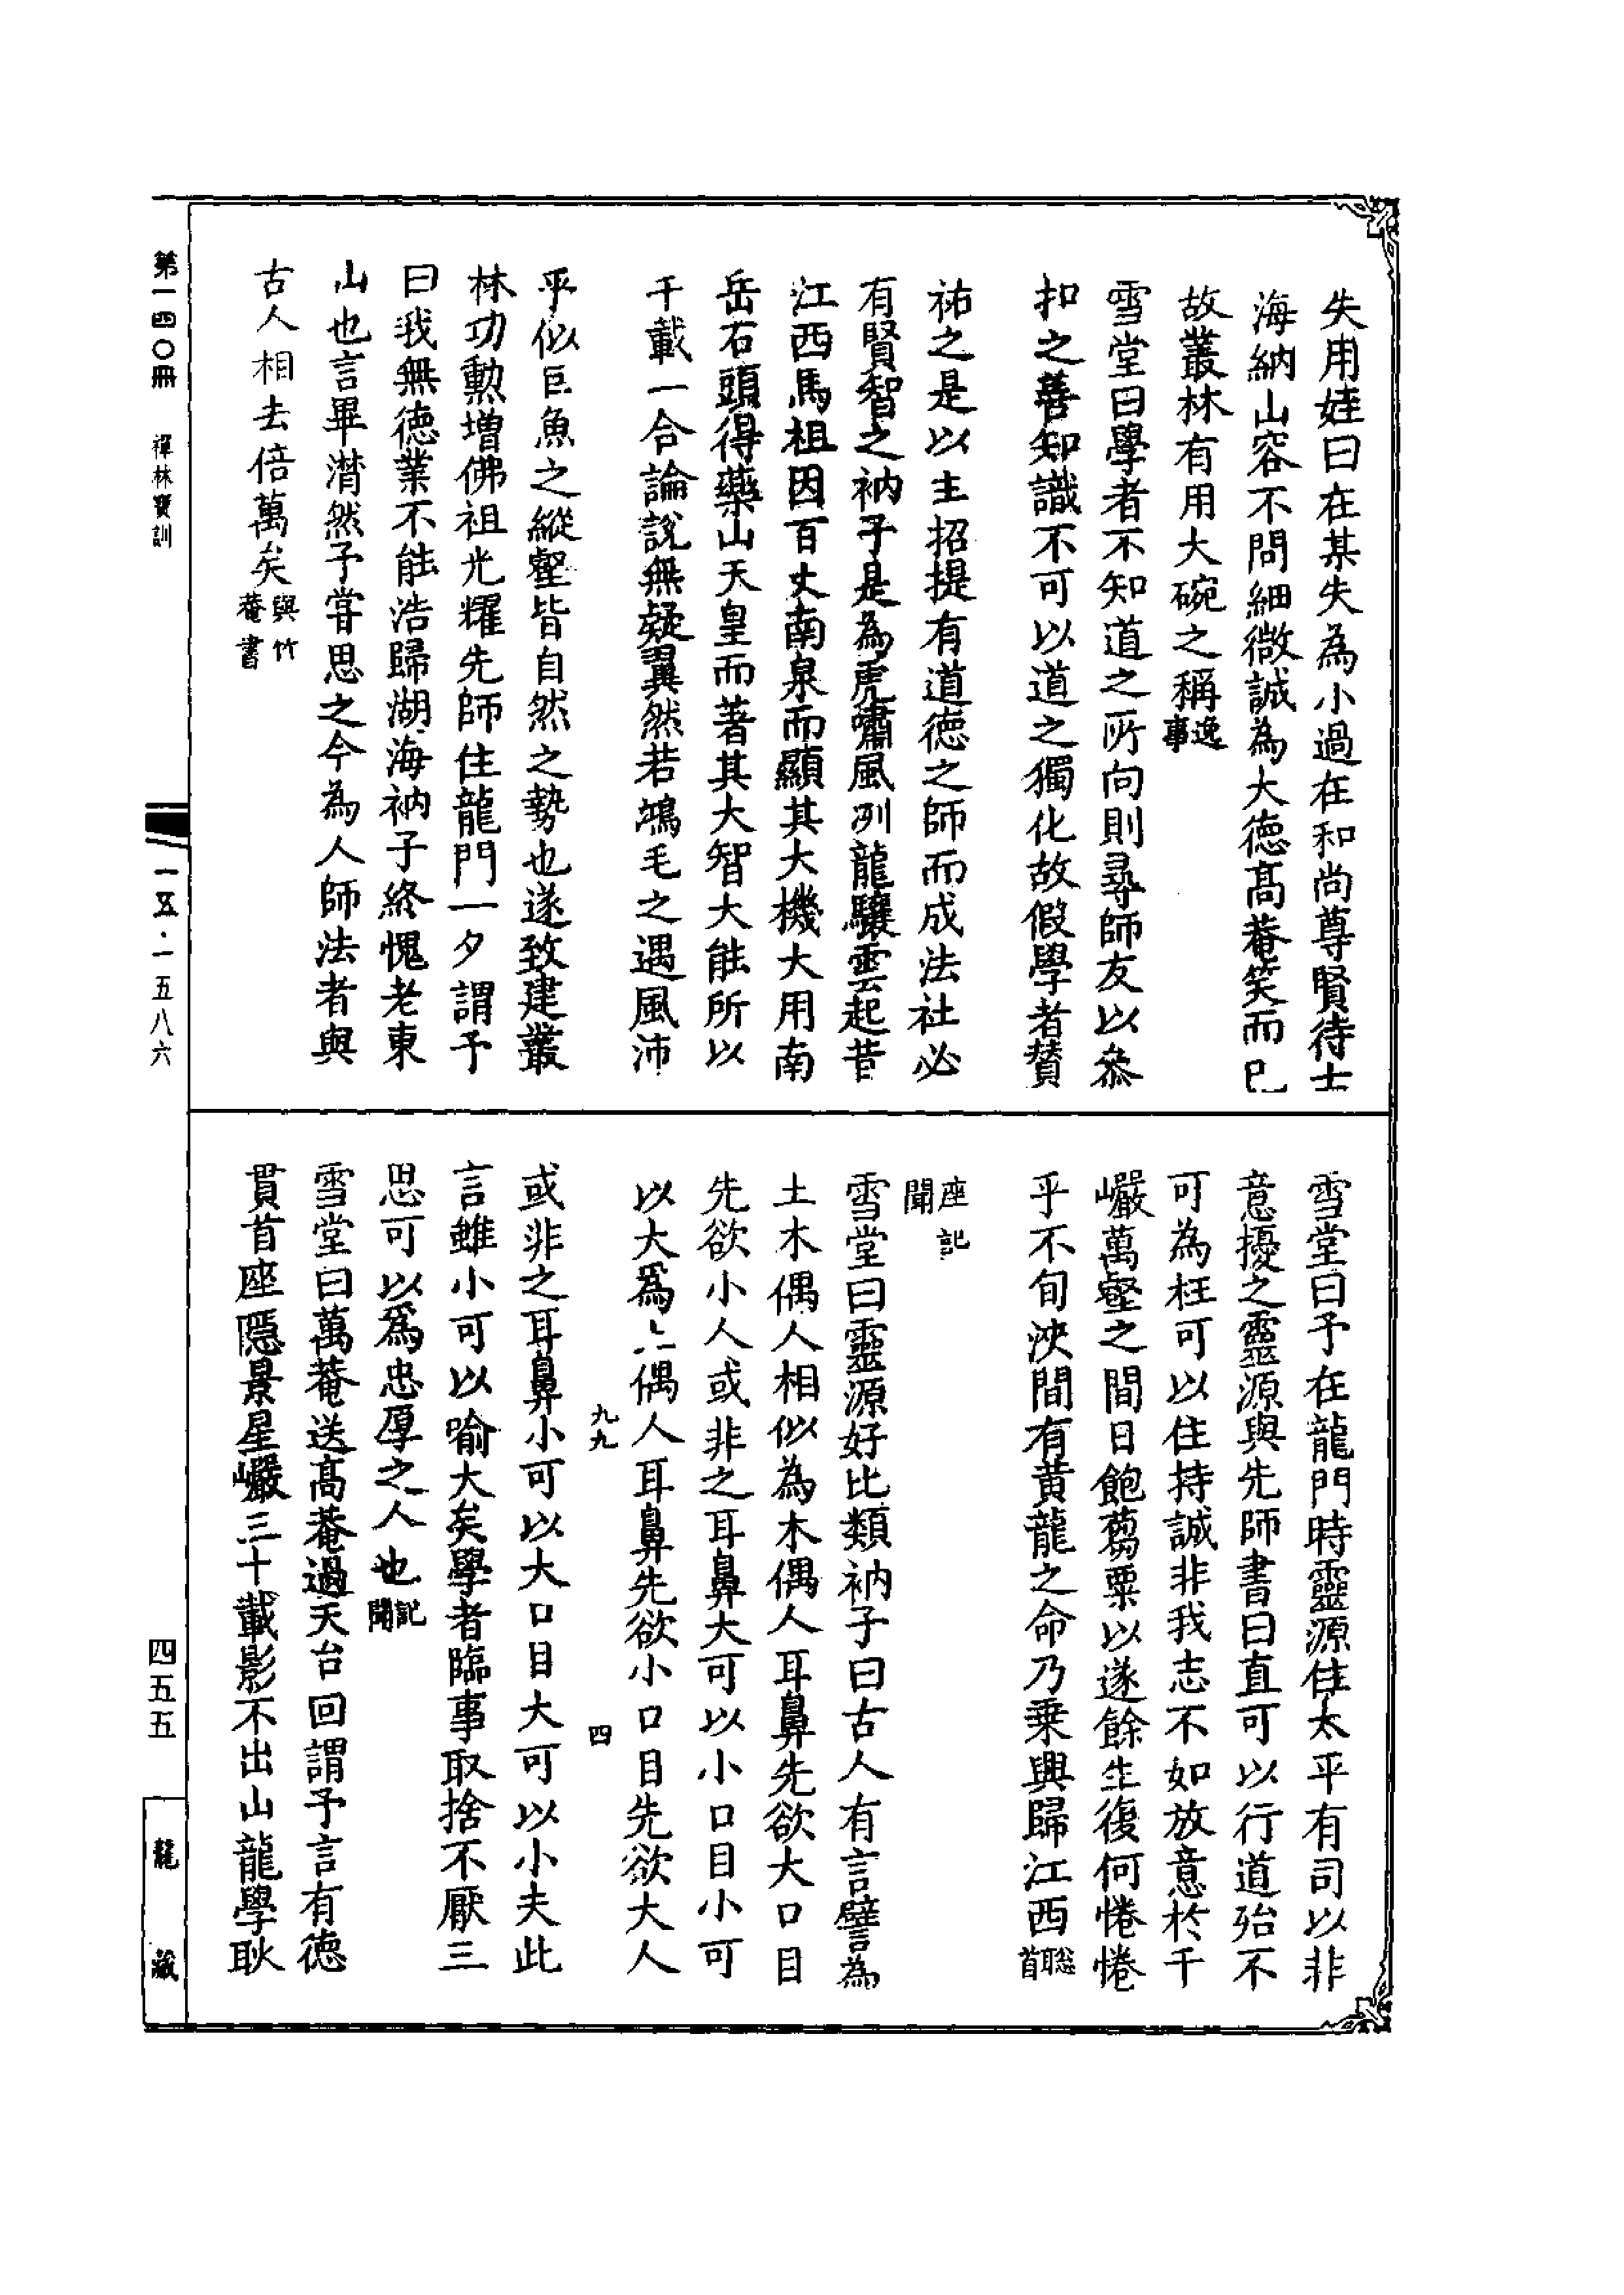 失用姪曰在某失為小過在和尚尊賢待士
海納山容不問細微誠為大德高菴笑而已
故叢林有用大碗之稱逸事
雪堂曰學者不知道之所向則尋師友以叅
扣之善知識不可以道之獨化故假學者賛
祐之是以主招提有道德之師而成法社必
有賢智之衲子是為虎嘯風冽龍驤雲起昔
江西馬祖因百丈南泉而顯其大機大用南
岳石頭得藥山天皇而著其大智大能所以
千載一合論說無疑翼然若鴻毛之遇風沛
乎似巨魚之縱壑皆自然之勢也遂致建叢
林功勲增佛祖光耀先師住龍門一夕謂予
曰我無德業不能浩歸湖海衲子終愧老東
山也言畢潸然予甞思之今為人師法者與
古人相去倍萬矣與竹菴書
雪堂曰予在龍門時靈源住太平有司以非
意擾之靈源與先師書曰直可以行道殆不
可為枉可以住持誠非我志不如放意於千
巖萬壑之間日飽蒭粟以遂餘生復何惓惓
乎不旬浹間有黃龍之命乃乗興歸江西聦首
座記聞
雪堂曰靈源好比類衲子曰古人有言譬為
土木偶人相似為木偶人耳鼻先欲大口目
先欲小人或非之耳鼻大可以小口目小可
以大為土偶人耳鼻先欲小口目先欲大人
或非之耳鼻小可以大口目大可以小夫此
言雖小可以喻大矣學者臨事取捨不厭三
思可以為忠厚之人也記聞
雪堂曰萬菴送高菴過天台回謂予言有德
貫首座隱景星巖三十載影不出山龍學耿
九九
四
第一四〇冊
禪林寶訓
一五·一五八六
四五五
龍藏